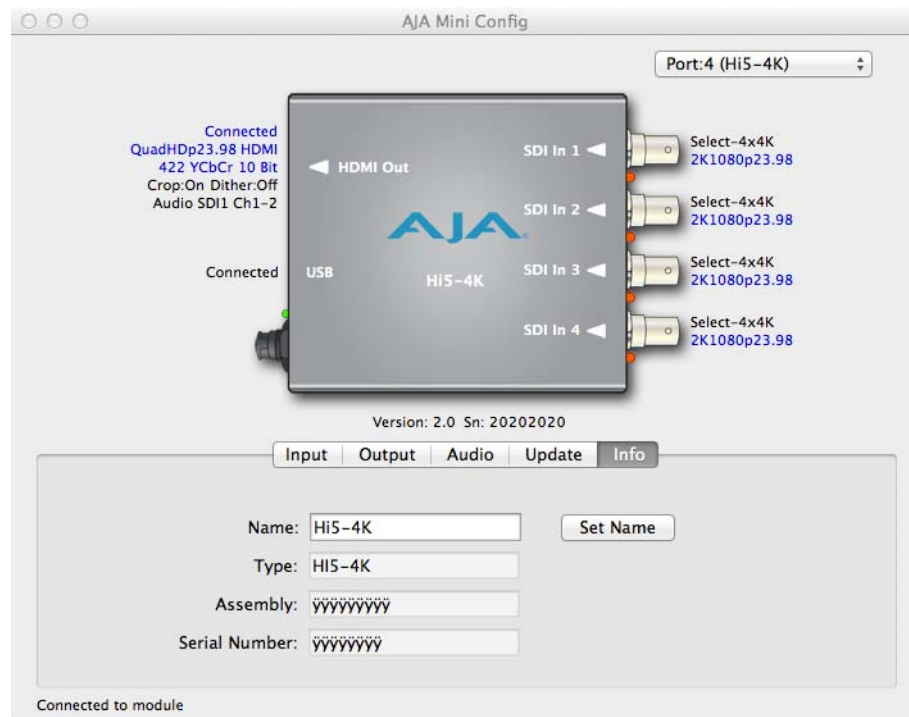 AJA Mini Config
Port:4 (Hi5-4K)
Connected
QuadHDp23.98 HDMI
422 YCbCr 10 Bit
Crop:On Dither:Off
Audio SDI1 Ch1-2
HDMI Out
SDI In 1
Select-4x4K
2K1080p23.98
SDI In 2
Select-4x4K
2K1080p23.98
AJA
Connected
USB
Hi5-4K
SDI In 3
Select-4x4K
2K1080p23.98
SDI In 4
Select-4x4K
2K1080p23.98
Version: 2.0 Sn: 20202020
Input Output Audio Update Info
Name: Hi5-4K Set Name
Type: HI5-4K
Assembly: ÿÿÿÿÿÿÿÿÿ
Serial Number: ÿÿÿÿÿÿÿÿ
Connected to module